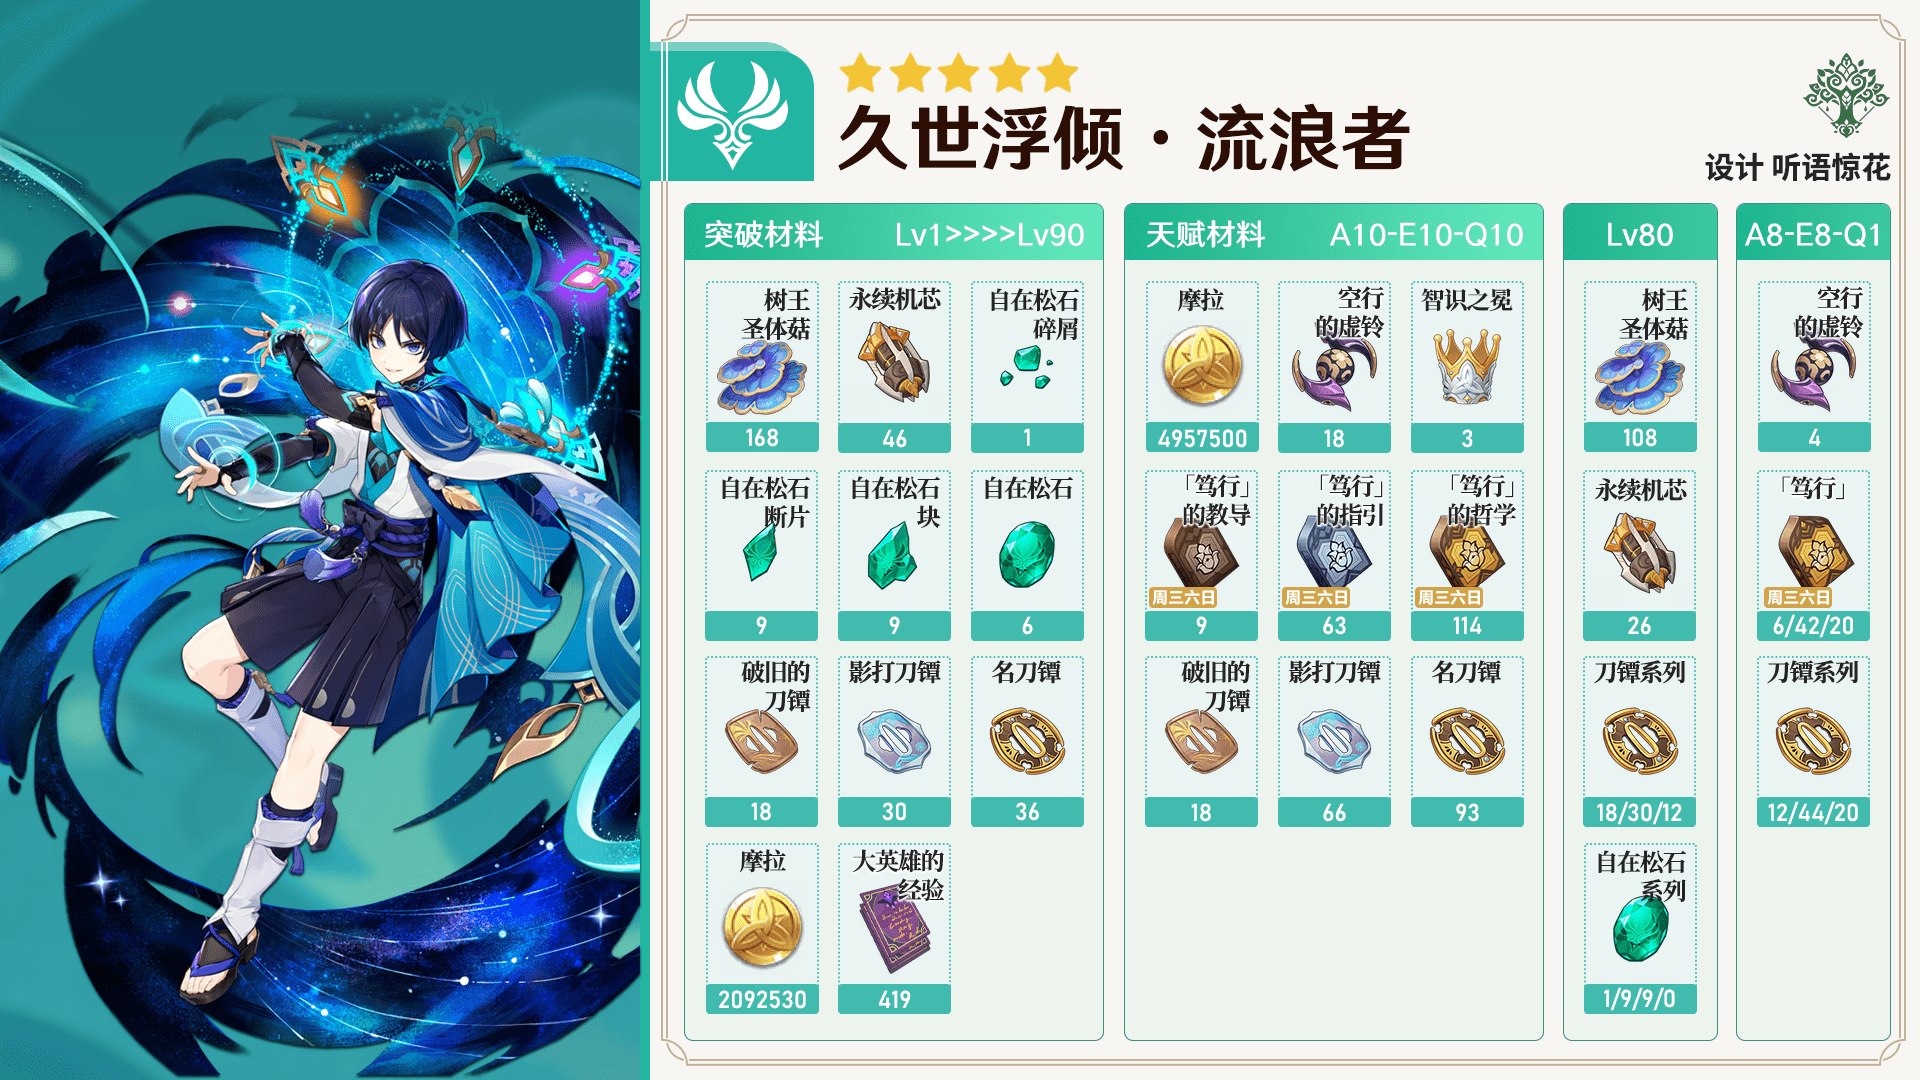 久世浮倾·流浪者
设计 听语惊花
突破材料 Lv1>>>>Lv90
树王
圣体菇
168
永续机芯
46
自在松石
碎屑
1
自在松石
断片
9
自在松石
块
9
自在松石
6
破旧的
刀镡
18
影打刀镡
30
名刀镡
36
摩拉
2092530
大英雄的
经验
419
天赋材料 A10-E10-Q10
摩拉
4957500
空行
的虚铃
18
智识之冕
3
「笃行」
的教导
周三六日
9
「笃行」
的指引
周三六日
63
「笃行」
的哲学
周三六日
114
破旧的
刀镡
18
影打刀镡
66
名刀镡
93
Lv80
树王
圣体菇
108
永续机芯
26
刀镡系列
18/30/12
自在松石
系列
1/9/9/0
A8-E8-Q1
空行
的虚铃
4
「笃行」
周三六日
6/42/20
刀镡系列
12/44/20